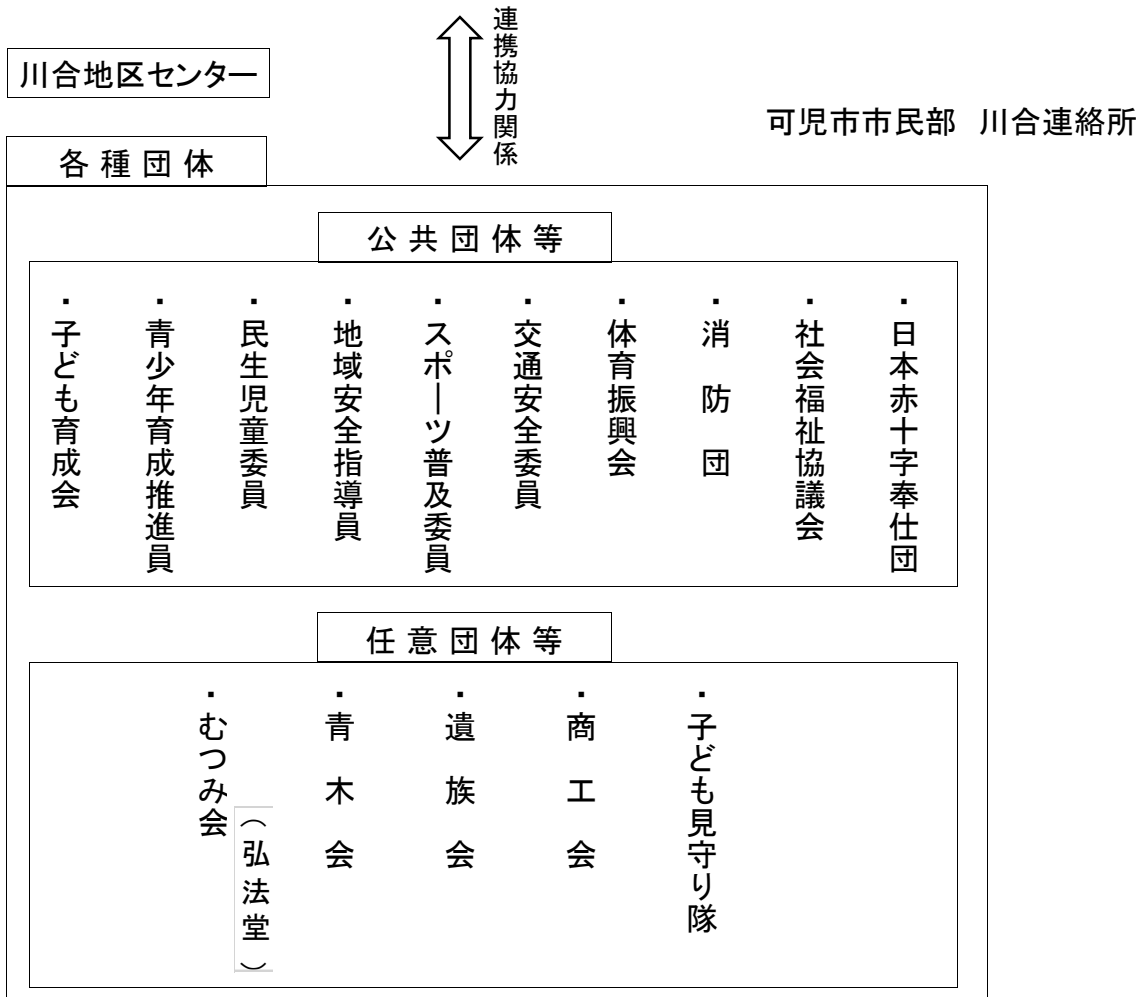 連携協力関係
川合地区センター
可児市市民部　川合連絡所
各種団体
公共団体等
・日本赤十字奉仕団
・社会福祉協議会
・消防団
・体育振興会
・交通安全委員
・スポーツ普及委員
・地域安全指導員
・民生児童委員
・青少年育成推進員
・子ども育成会
任意団体等
・子ども見守り隊
・商工会
・遺族会
・青木会
（弘法堂）
・むつみ会